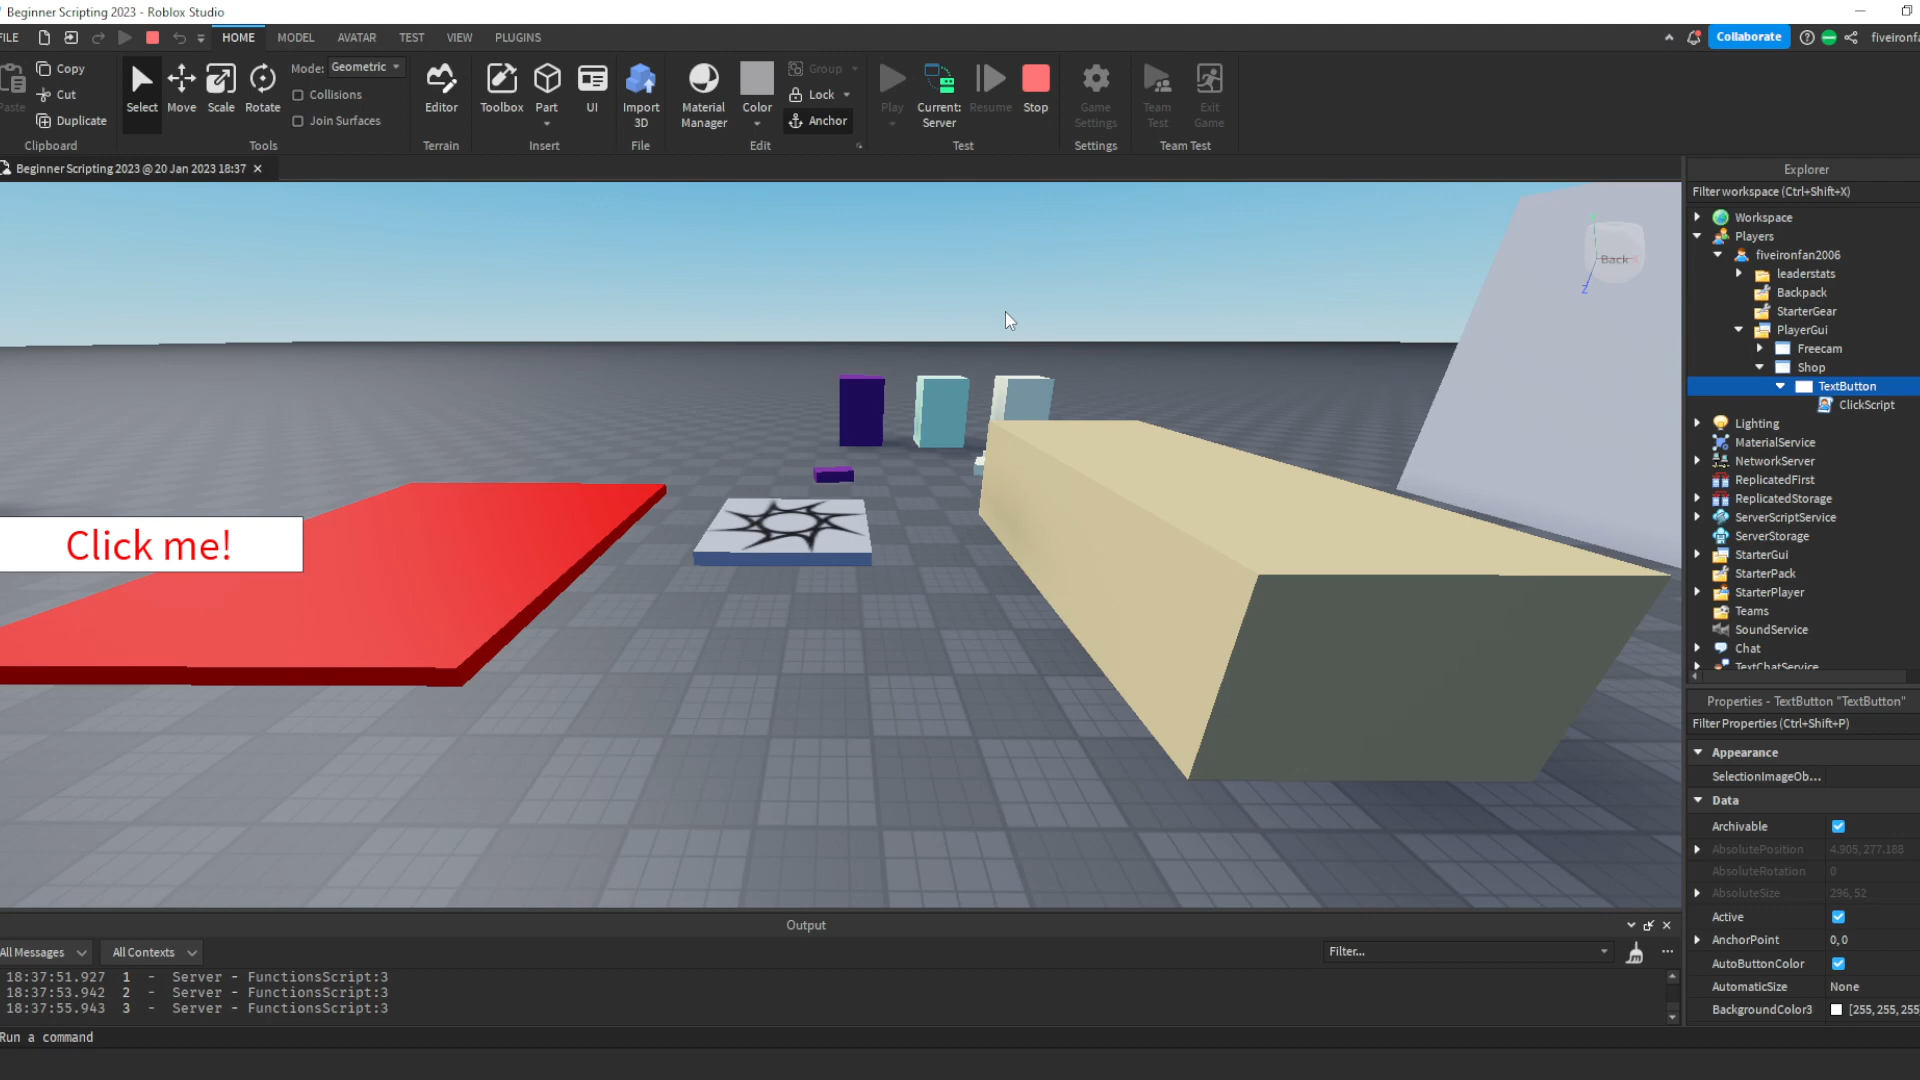 Beginner Scripting 2023 - Roblox Studio
FILE HOME MODEL AVATAR TEST VIEW PLUGINS Collaborate fiveironfa
Paste Copy Cut Duplicate
Clipboard
Select Move Scale Rotate Mode: Geometric Collisions Join Surfaces
Tools
Editor
Terrain
Toolbox Part UI
Insert
Import 3D
File
Material Manager Color Group Lock Anchor
Edit
Play Current: Server Resume Stop
Test
Game Settings
Settings
Team Test Exit Game
Team Test
Beginner Scripting 2023 @ 20 Jan 2023 18:37
Back
Click me!
Explorer
Filter workspace (Ctrl+Shift+X)
Workspace
Players
fiveironfan2006
leaderstats
Backpack
StarterGear
PlayerGui
Freecam
Shop
TextButton
ClickScript
Lighting
MaterialService
NetworkServer
ReplicatedFirst
ReplicatedStorage
ServerScriptService
ServerStorage
StarterGui
StarterPack
StarterPlayer
Teams
SoundService
Chat
TextChatService
Properties - TextButton "TextButton"
Filter Properties (Ctrl+Shift+P)
Appearance
SelectionImageOb...
Data
Archivable
AbsolutePosition 4.905, 277.188
AbsoluteRotation 0
AbsoluteSize 296, 52
Active
AnchorPoint 0, 0
AutoButtonColor
AutomaticSize None
BackgroundColor3 [255, 255, 255
Output
All Messages All Contexts Filter...
18:37:51.927 1 - Server - FunctionsScript:3
18:37:53.942 2 - Server - FunctionsScript:3
18:37:55.943 3 - Server - FunctionsScript:3
Run a command